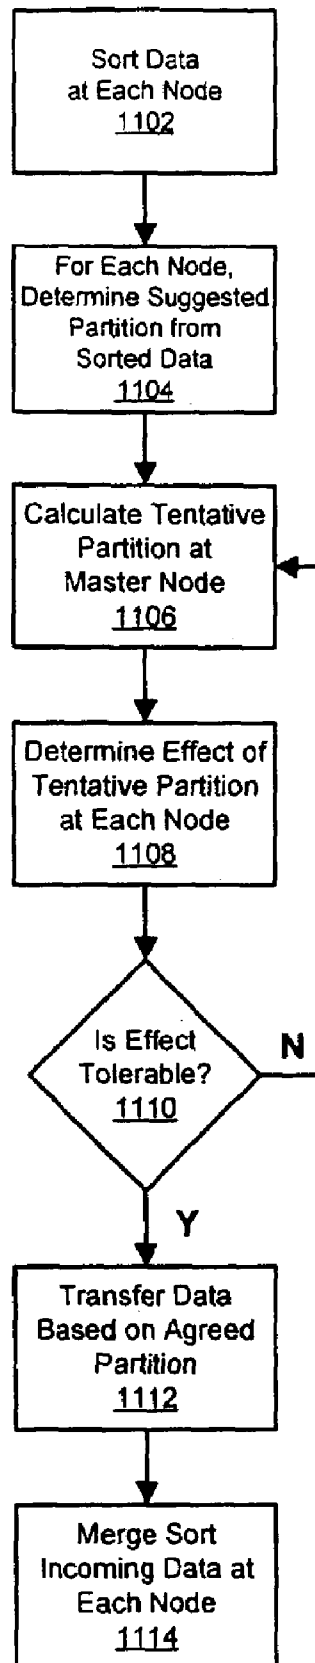 Sort Data
at Each Node
1102
For Each Node,
Determine Suggested
Partition from
Sorted Data
1104
Calculate Tentative
Partition at
Master Node
1106
Determine Effect of
Tentative Partition
at Each Node
1108
Is Effect
Tolerable?
1110
N
Y
Transfer Data
Based on Agreed
Partition
1112
Merge Sort
Incoming Data at
Each Node
1114